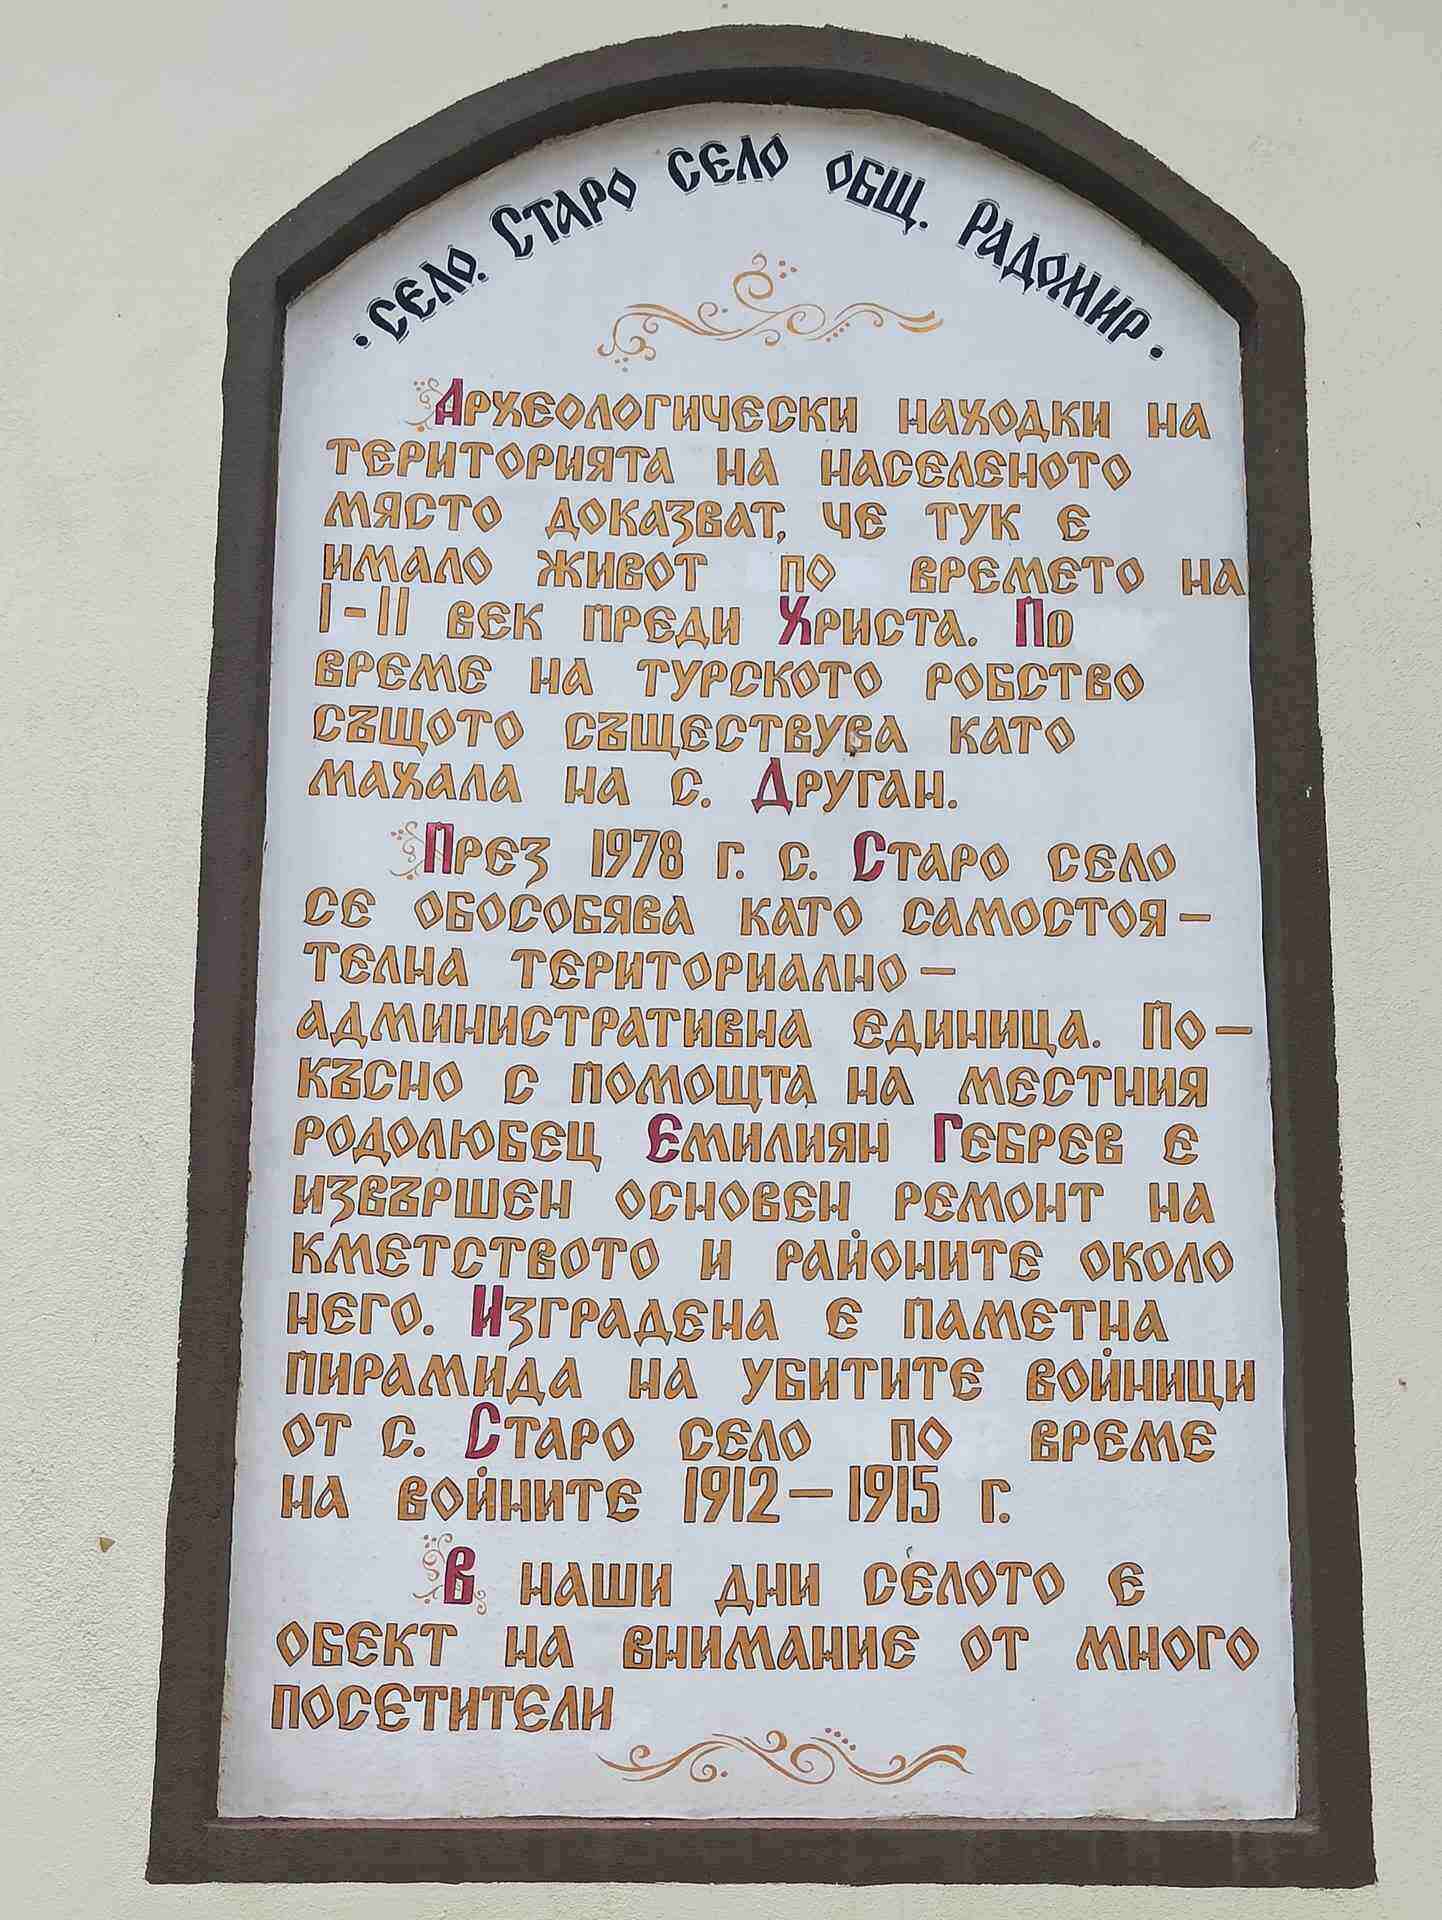 · Село. Старо село общ. Радомир ·
Археологически находки на
територията на населеното
място доказват, че тук е
имало живот по времето на
I-II век преди Христа. По
време на турското робство
същото съществува като
махала на с. Друган.
През 1978 г. с. Старо село
се обособява като самостоя–
телна териториално–
административна единица. По–
късно с помощта на местния
родолюбец Емилиян Гебрев е
извършен основен ремонт на
кметството и районите около
него. Изградена е паметна
пирамида на убитите войници
от с. Старо село по време
на войните 1912–1915 г.
В наши дни селото е
обект на внимание от много
посетители